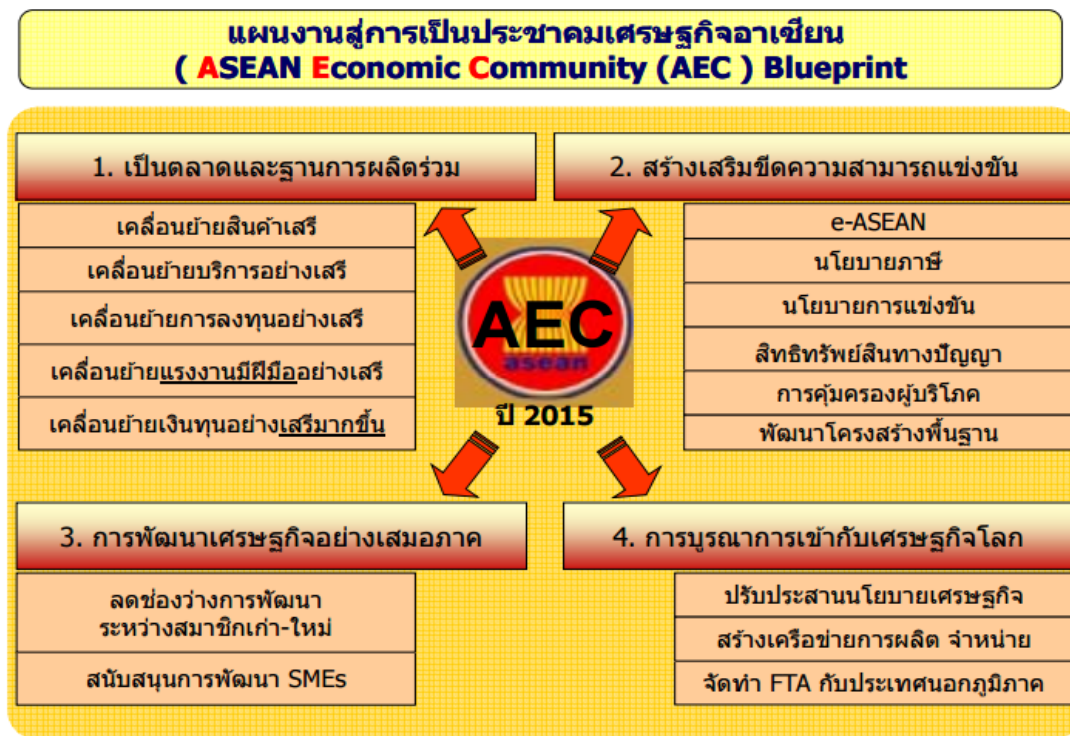 แผนงานสู่การเป็นประชาคมเศรษฐกิจอาเซียน
( ASEAN Economic Community (AEC ) Blueprint
1. เป็นตลาดและฐานการผลิตร่วม
เคลื่อนย้ายสินค้าเสรี
เคลื่อนย้ายบริการอย่างเสรี
เคลื่อนย้ายการลงทุนอย่างเสรี
เคลื่อนย้ายแรงงานมีฝีมืออย่างเสรี
เคลื่อนย้ายเงินทุนอย่างเสรีมากขึ้น
2. สร้างเสริมขีดความสามารถแข่งขัน
e-ASEAN
นโยบายภาษี
นโยบายการแข่งขัน
สิทธิทรัพย์สินทางปัญญา
การคุ้มครองผู้บริโภค
พัฒนาโครงสร้างพื้นฐาน
AEC
asean
ปี 2015
3. การพัฒนาเศรษฐกิจอย่างเสมอภาค
ลดช่องว่างการพัฒนา
ระหว่างสมาชิกเก่า-ใหม่
สนับสนุนการพัฒนา SMEs
4. การบูรณาการเข้ากับเศรษฐกิจโลก
ปรับประสานนโยบายเศรษฐกิจ
สร้างเครือข่ายการผลิต จำหน่าย
จัดทำ FTA กับประเทศนอกภูมิภาค